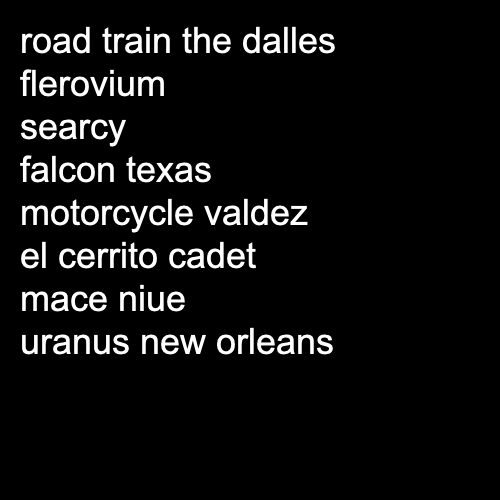 road train the dalles
flerovium
searcy
falcon texas
motorcycle valdez
el cerrito cadet
mace niue
uranus new orleans